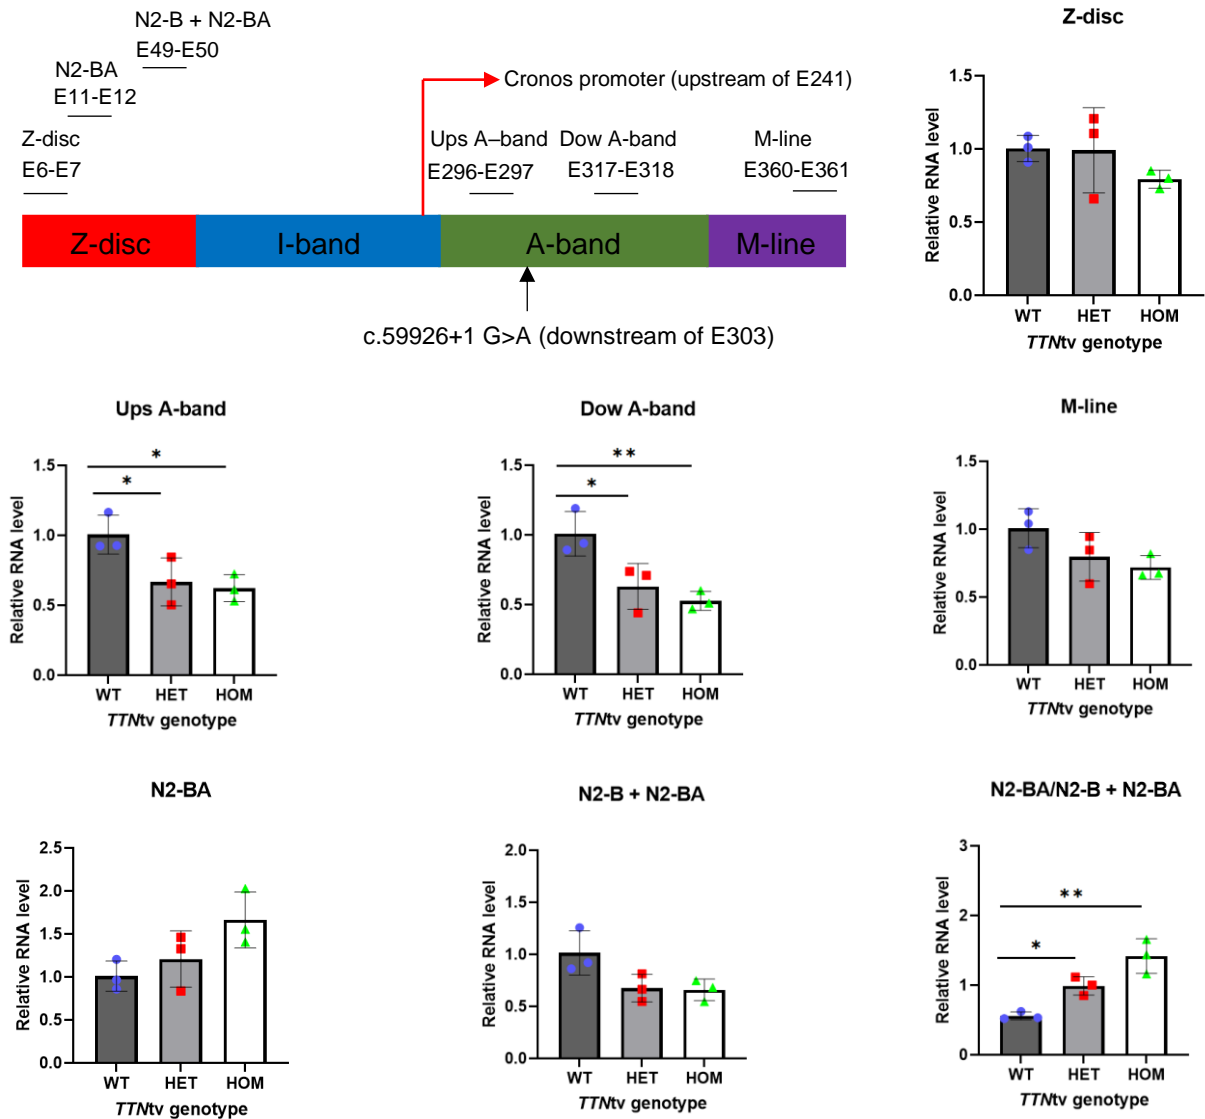 N2-B + N2-BA
E49-E50
N2-BA
E11-E12
Z-disc
E6-E7
Cronos promoter (upstream of E241)
Ups A–band
E296-E297
Dow A-band
E317-E318
M-line
E360-E361
Z-disc
I-band
A-band
M-line
c.59926+1 G>A (downstream of E303)
Z-disc
Relative RNA level
1.5
1.0
0.5
0.0
WT HET HOM
TTNtv genotype
Ups A-band
Relative RNA level
1.5
1.0
0.5
0.0
*
*
WT HET HOM
TTNtv genotype
Dow A-band
Relative RNA level
1.5
1.0
0.5
0.0
**
*
WT HET HOM
TTNtv genotype
M-line
Relative RNA level
1.5
1.0
0.5
0.0
WT HET HOM
TTNtv genotype
N2-BA
Relative RNA level
2.5
2.0
1.5
1.0
0.5
0.0
WT HET HOM
TTNtv genotype
N2-B + N2-BA
Relative RNA level
2.0
1.5
1.0
0.5
0.0
WT HET HOM
TTNtv genotype
N2-BA/N2-B + N2-BA
Relative RNA level
3
2
1
0
**
*
WT HET HOM
TTNtv genotype